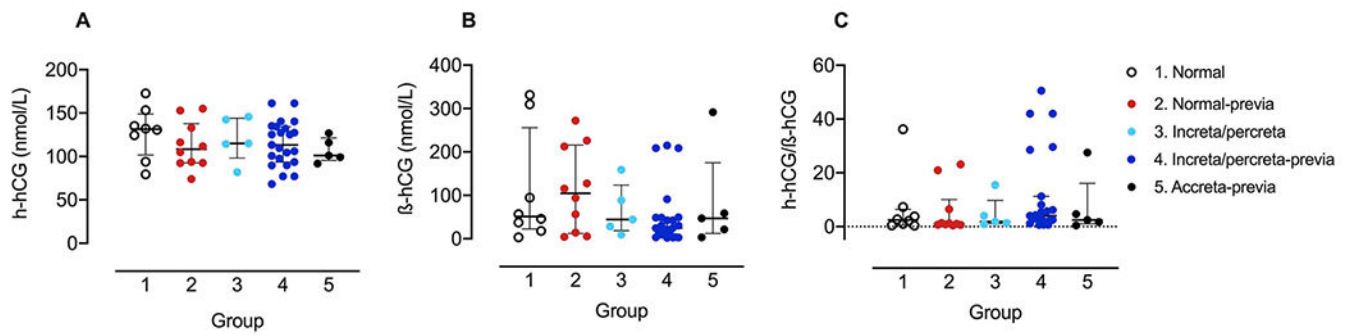 A
h-hCG (nmol/L)
200
150
100
50
0
1 2 3 4 5
Group
B
ß-hCG (nmol/L)
400
300
200
100
0
1 2 3 4 5
Group
C
h-hCG/ß-hCG
60
40
20
0
1 2 3 4 5
Group
1. Normal
2. Normal-previa
3. Increta/percreta
4. Increta/percreta-previa
5. Accreta-previa